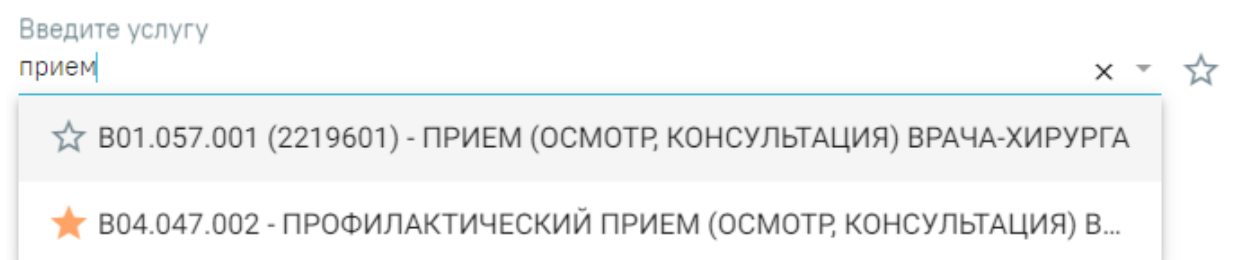 Введите услугу
прием
B01.057.001 (2219601) - ПРИЕМ (ОСМОТР, КОНСУЛЬТАЦИЯ) ВРАЧА-ХИРУРГА
B04.047.002 - ПРОФИЛАКТИЧЕСКИЙ ПРИЕМ (ОСМОТР, КОНСУЛЬТАЦИЯ) В...